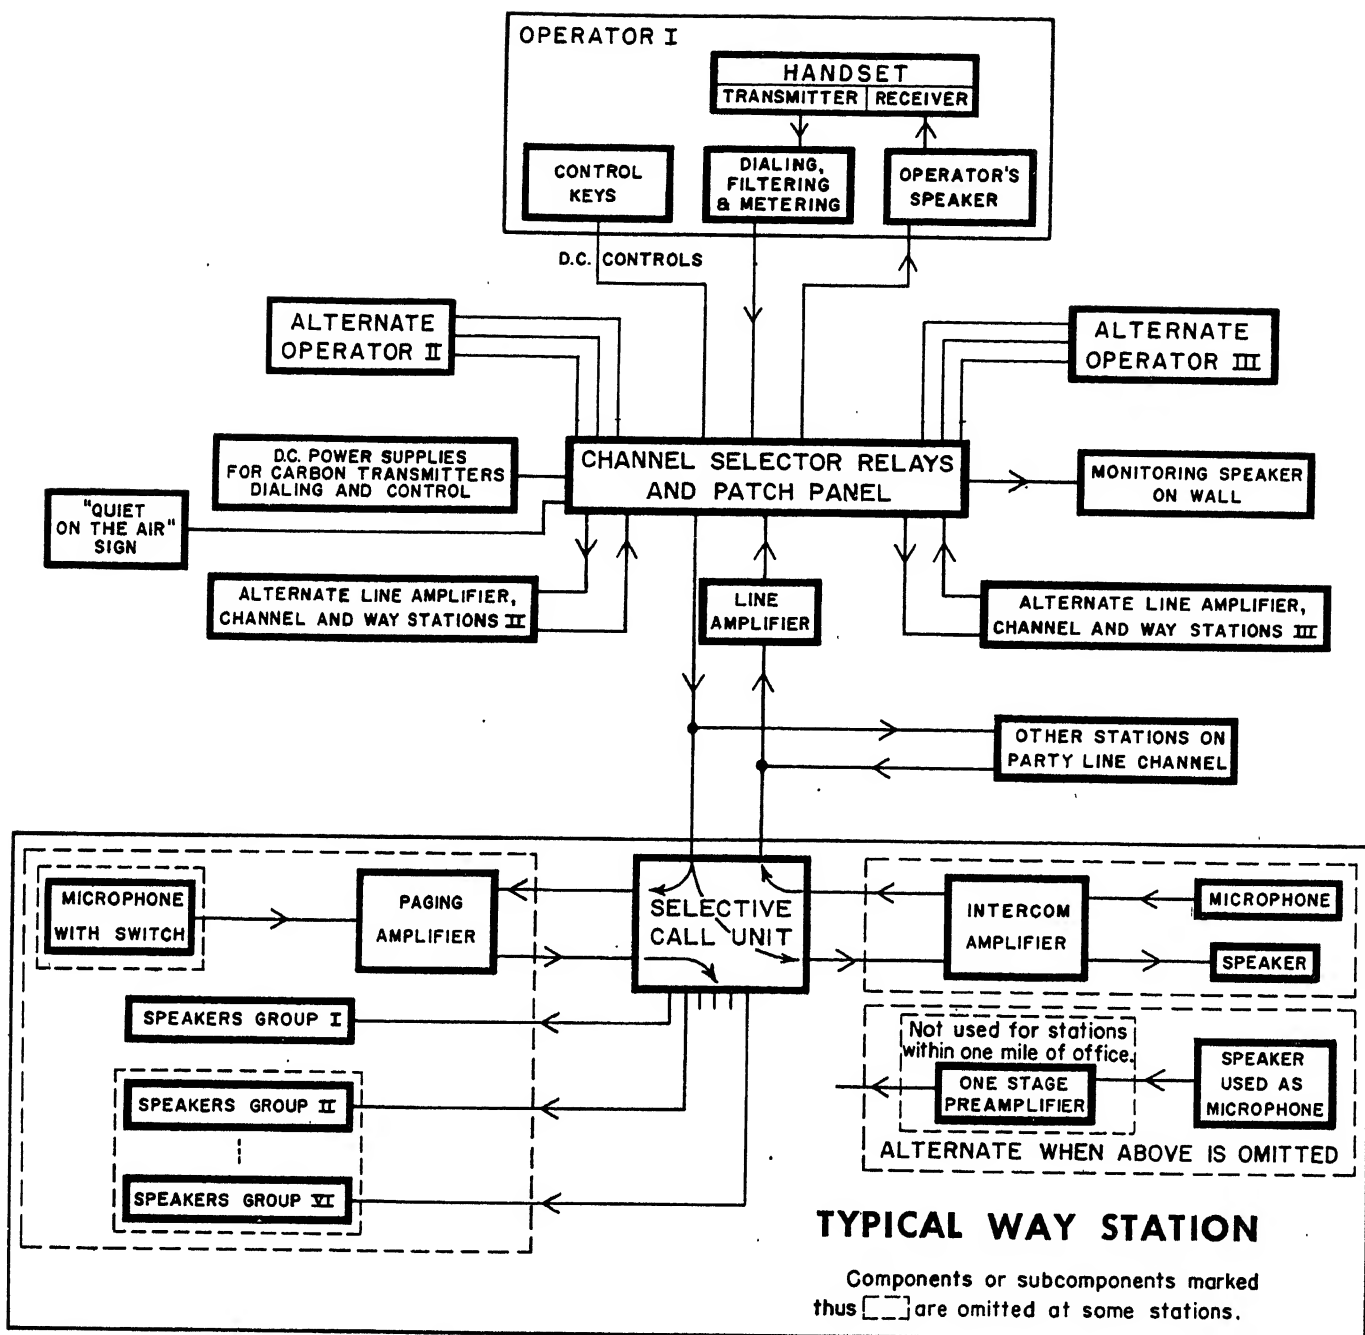 OPERATOR I
HANDSET
TRANSMITTER RECEIVER
CONTROL
KEYS
DIALING,
FILTERING
& METERING
OPERATOR'S
SPEAKER
D.C. CONTROLS
ALTERNATE
OPERATOR II
ALTERNATE
OPERATOR III
D.C. POWER SUPPLIES
FOR CARBON TRANSMITTERS
DIALING AND CONTROL
CHANNEL SELECTOR RELAYS
AND PATCH PANEL
MONITORING SPEAKER
ON WALL
"QUIET
ON THE AIR"
SIGN
ALTERNATE LINE AMPLIFIER,
CHANNEL AND WAY STATIONS II
LINE
AMPLIFIER
ALTERNATE LINE AMPLIFIER,
CHANNEL AND WAY STATIONS III
OTHER STATIONS ON
PARTY LINE CHANNEL
MICROPHONE
WITH SWITCH
PAGING
AMPLIFIER
SELECTIVE
CALL UNIT
INTERCOM
AMPLIFIER
MICROPHONE
SPEAKER
SPEAKERS GROUP I
SPEAKERS GROUP II
SPEAKERS GROUP VI
Not used for stations
within one mile of office.
ONE STAGE
PREAMPLIFIER
SPEAKER
USED AS
MICROPHONE
ALTERNATE WHEN ABOVE IS OMITTED
TYPICAL WAY STATION
Components or subcomponents marked
thus are omitted at some stations.